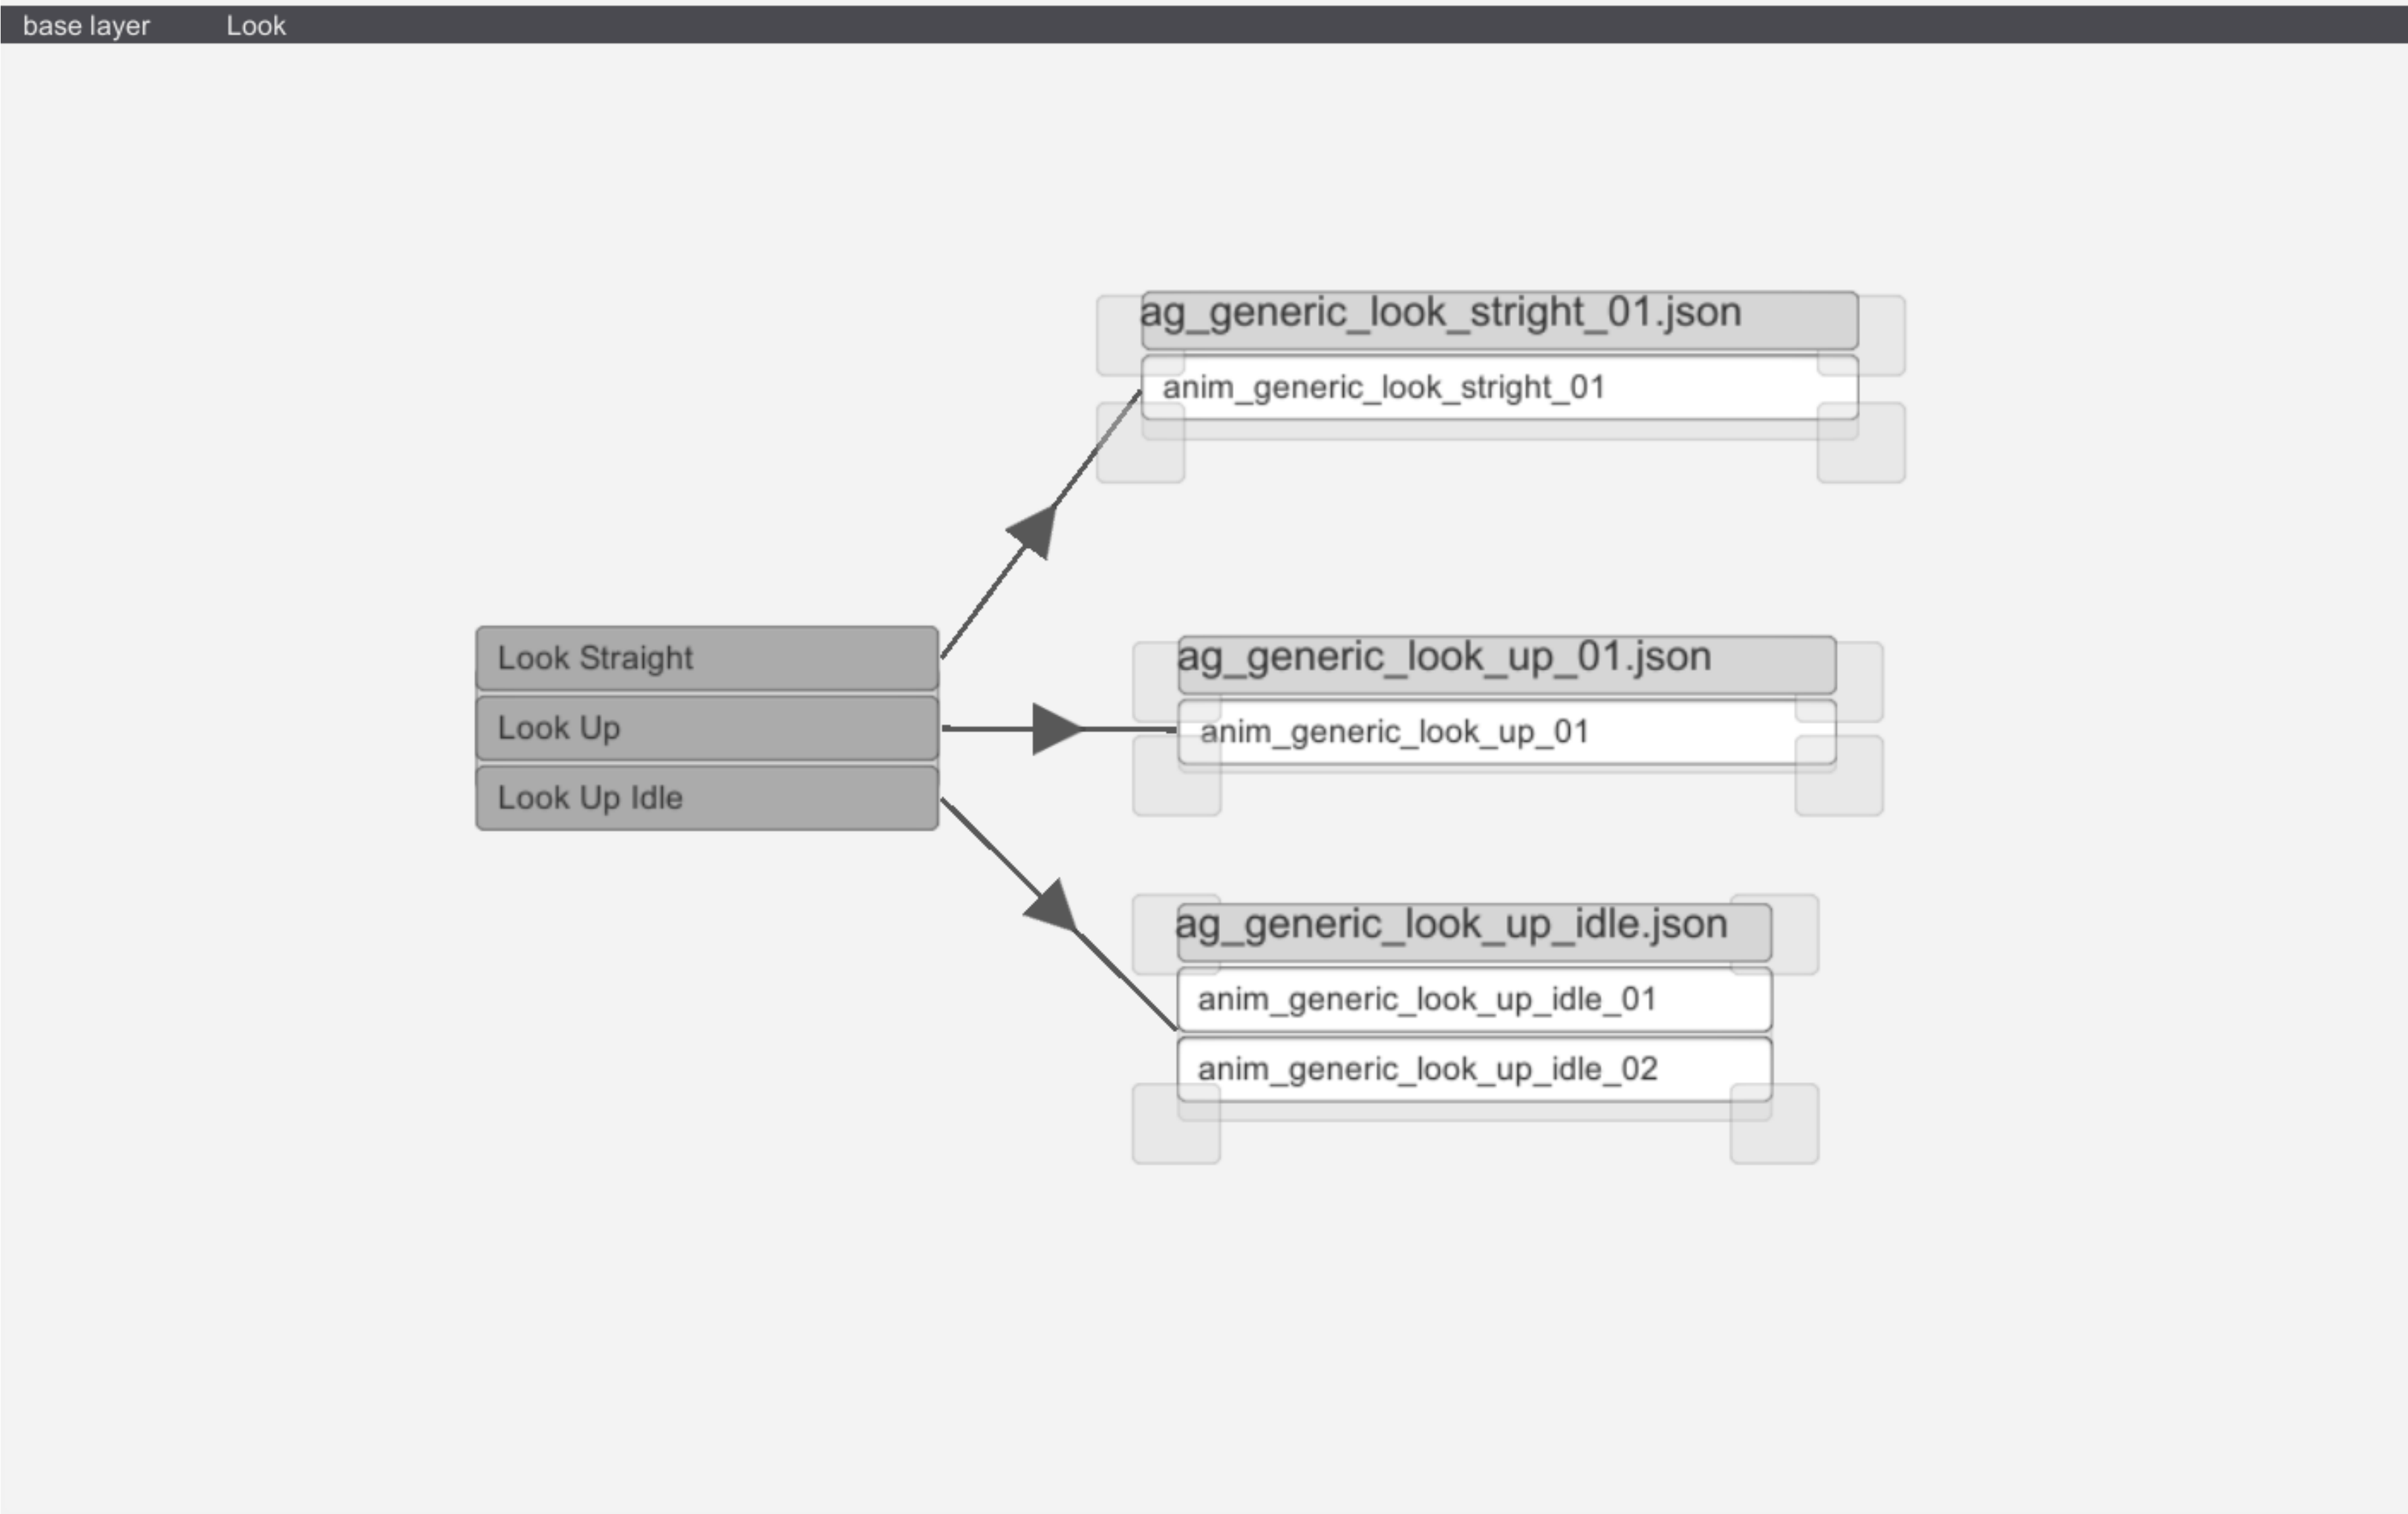 base layer Look
ag_generic_look_stright_01.json
anim_generic_look_stright_01
Look Straight
Look Up
Look Up Idle
ag_generic_look_up_01.json
anim_generic_look_up_01
ag_generic_look_up_idle.json
anim_generic_look_up_idle_01
anim_generic_look_up_idle_02